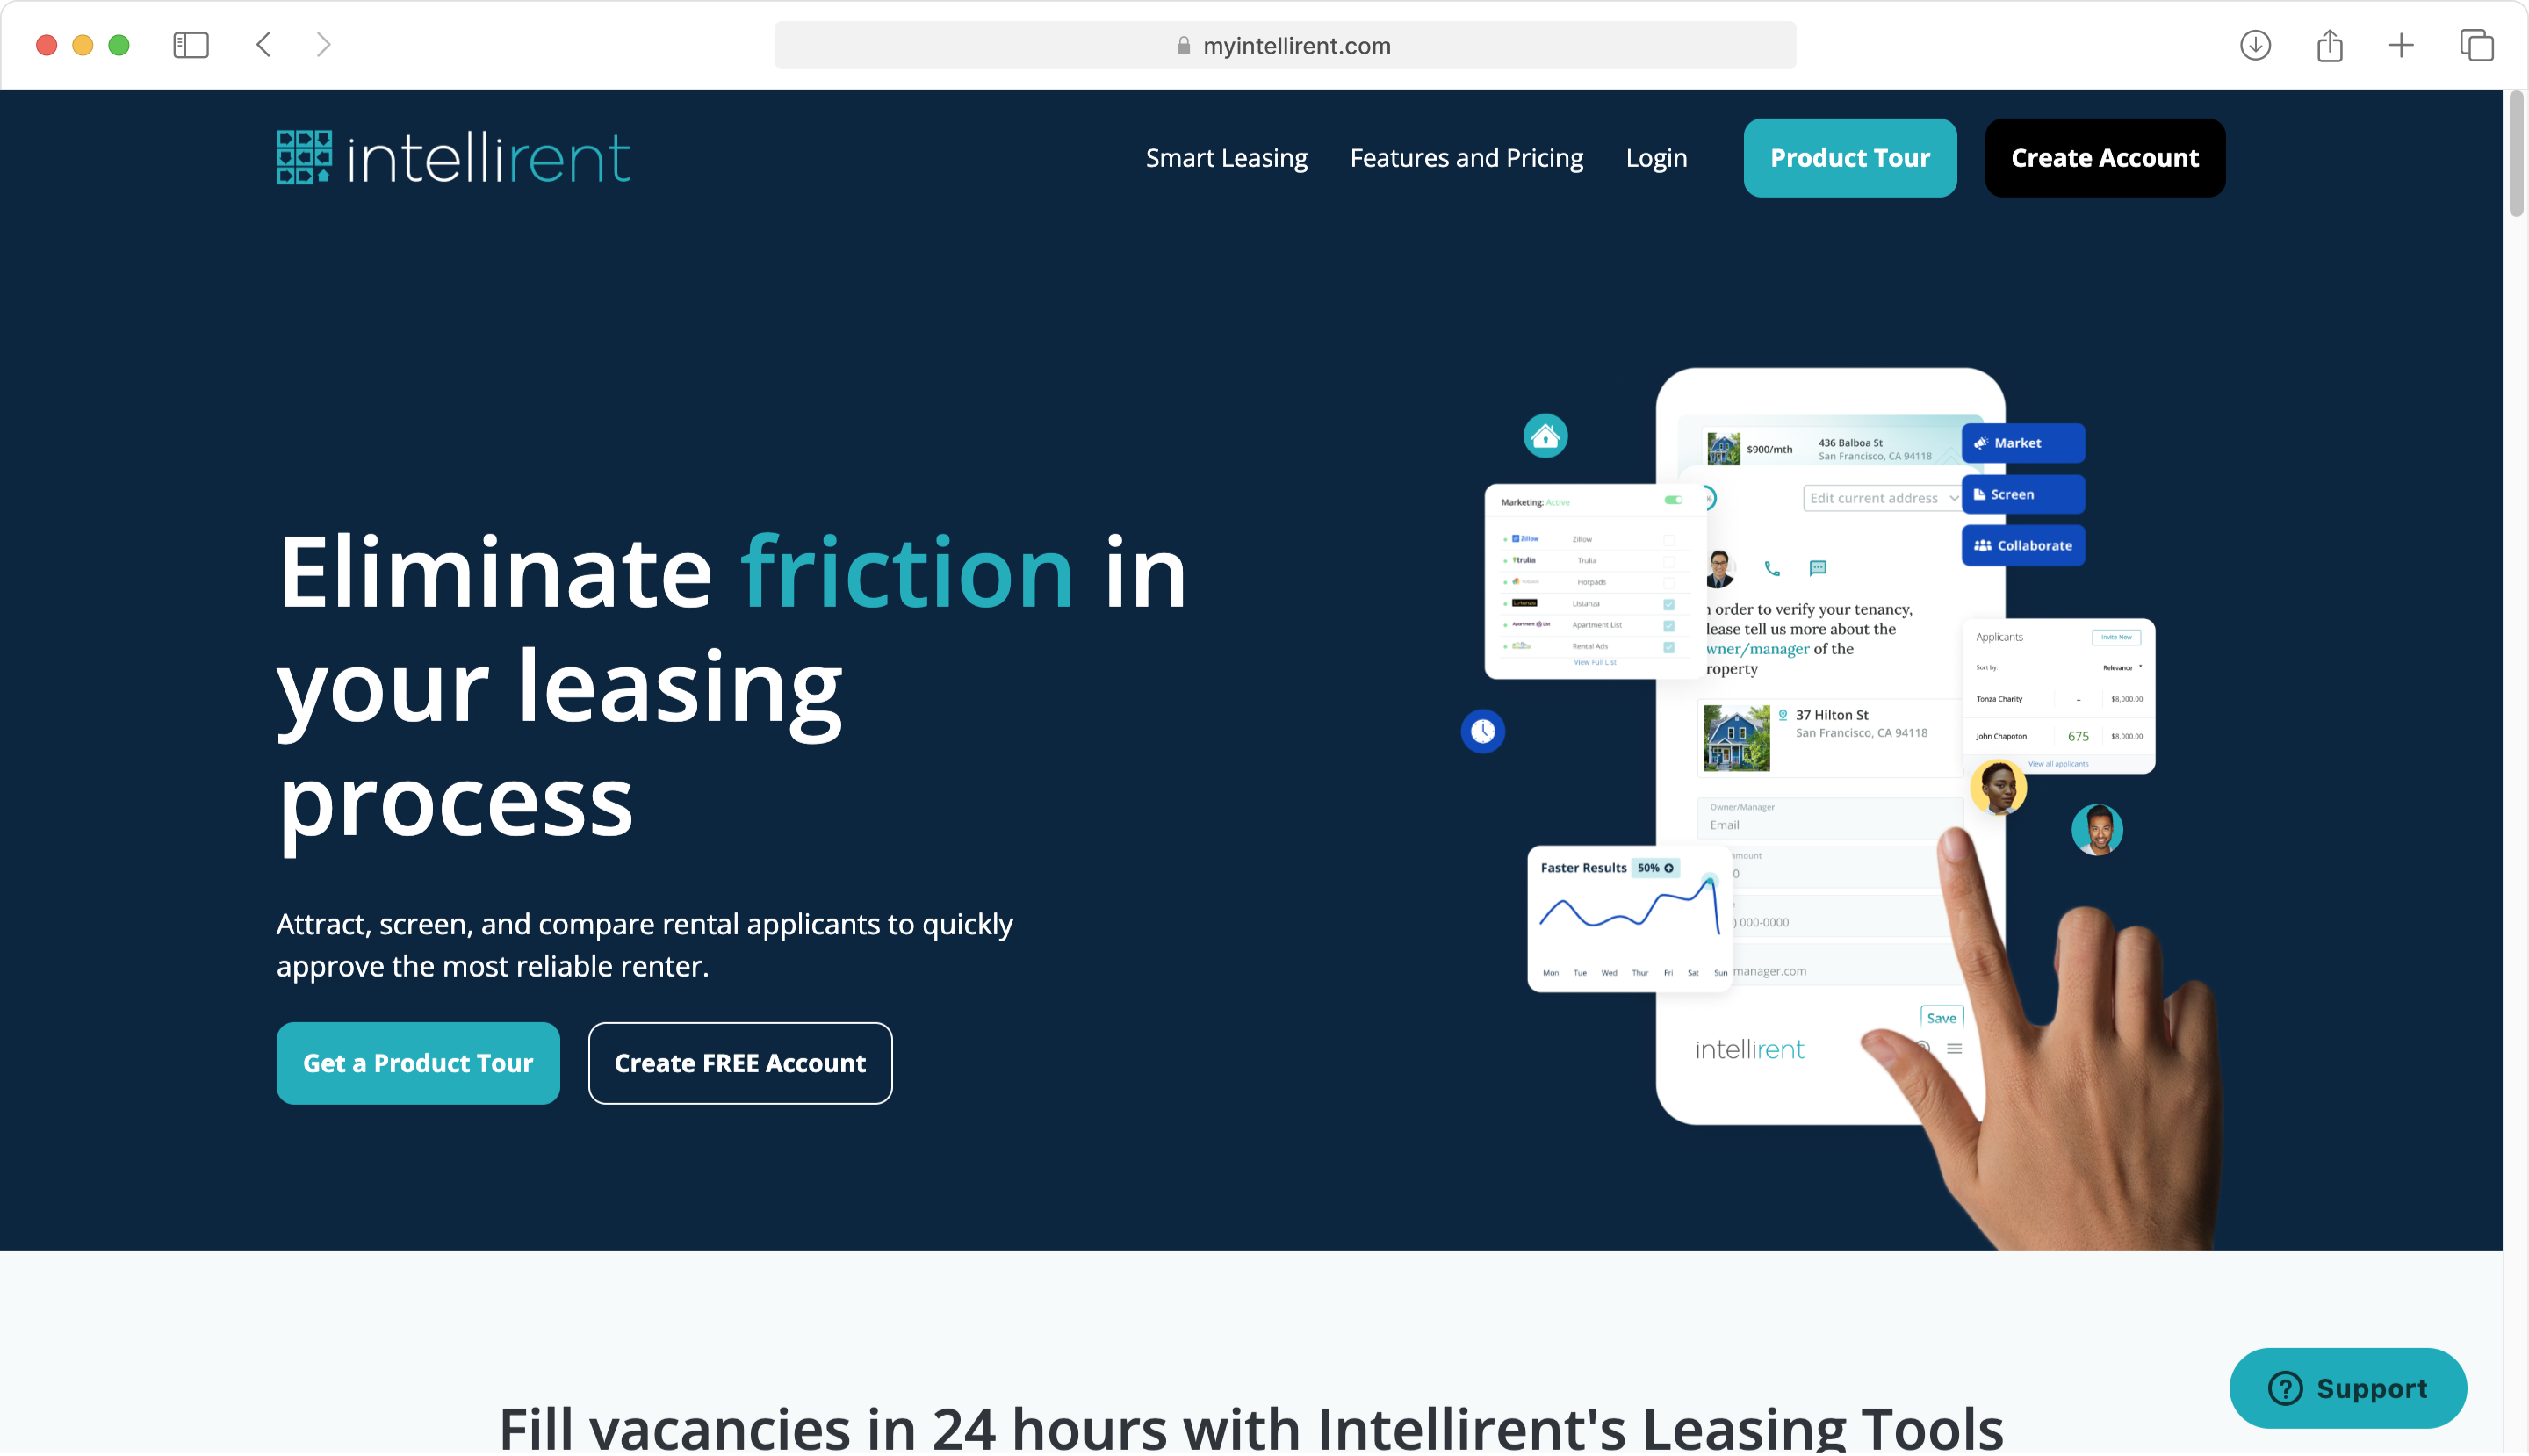 myintellirent.com
intellirent
Smart Leasing
Features and Pricing
Login
Product Tour
Create Account
Eliminate friction in
your leasing
process
Attract, screen, and compare rental applicants to quickly
approve the most reliable renter.
Get a Product Tour
Create FREE Account
$900/mth
436 Balboa St
San Francisco, CA 94118
Market
Screen
Collaborate
Edit current address
Marketing: Active
Zillow Zillow
trulia Trulia
Hotpads
Listanza Listanza
Apartment List Apartment List
Rental Ads
View Full List
n order to verify your tenancy,
lease tell us more about the
wner/manager of the
roperty
37 Hilton St
San Francisco, CA 94118
Applicants
Invite New
Sort by:
Relevance
Tonza Charity - $8,000.00
John Chapoton 675 $8,000.00
View all applicants
Owner/Manager
Email
amount
0
) 000-0000
manager.com
Faster Results 50%
Mon Tue Wed Thur Fri Sat Sun
Save
intellirent
Fill vacancies in 24 hours with Intellirent's Leasing Tools
Support